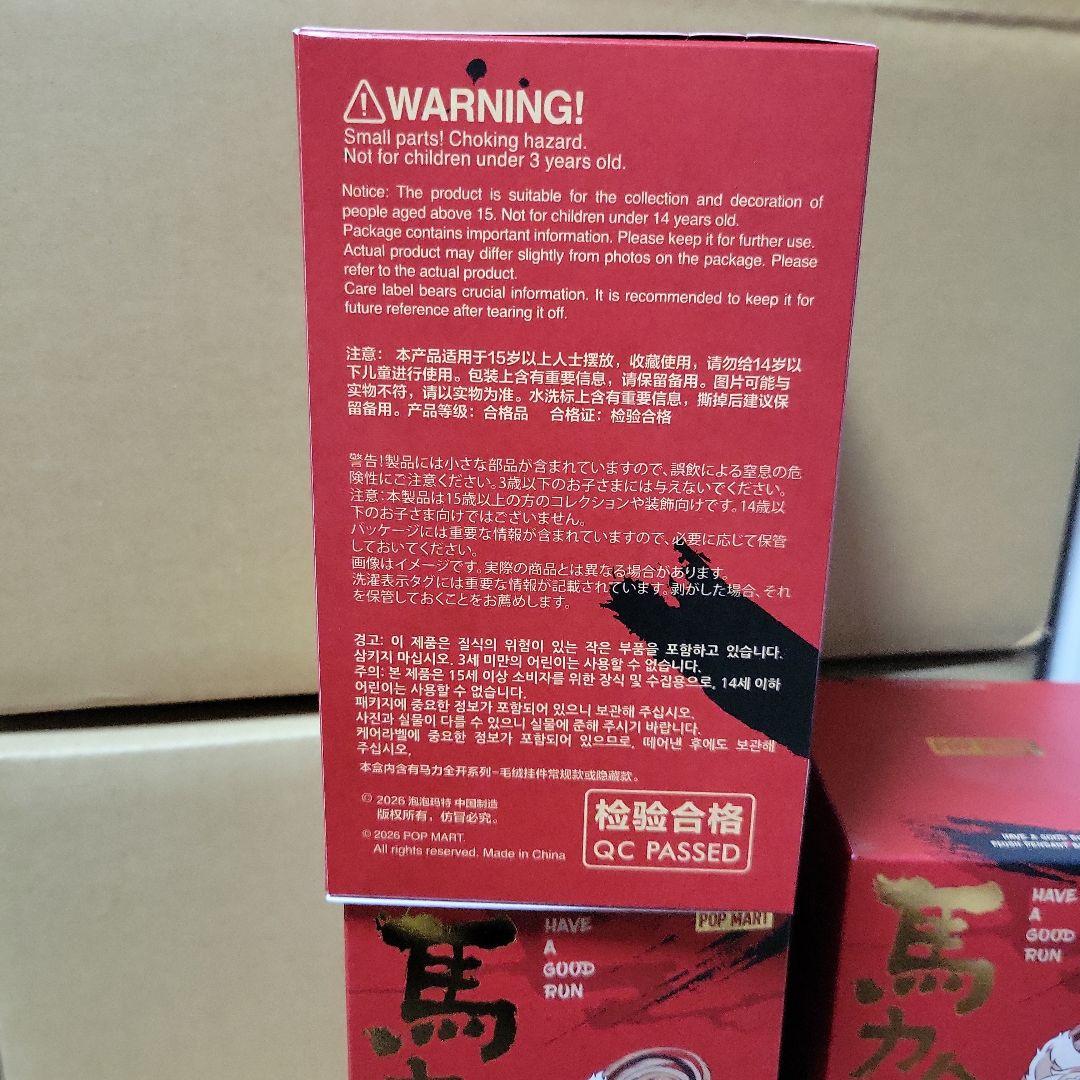 WARNING!
Small parts! Choking hazard.
Not for children under 3 years old.
Notice: The product is suitable for the collection and decoration of
people aged above 15. Not for children under 14 years old.
Package contains important information. Please keep it for further use.
Actual product may differ slightly from photos on the package. Please
refer to the actual product.
Care label bears crucial information. It is recommended to keep it for
future reference after tearing it off.
注意： 本产品适用于15岁以上人士摆放，收藏使用，请勿给14岁以
下儿童进行使用。包装上含有重要信息，请保留备用。图片可能与
实物不符，请以实物为准。水洗标上含有重要信息，撕掉后建议保
留备用。产品等级：合格品 合格证：检验合格
警告!製品には小さな部品が含まれていますので、誤飲による窒息の危
険性にご注意ください。3歳以下のお子さまには与えないでください。
注意:本製品は15歳以上の方のコレクションや装飾向けです。14歳以
下のお子さま向けではございません。
パッケージには重要な情報が含まれていますので、必要に応じて保管
しておいてください。
画像はイメージです。実際の商品とは異なる場合があります。
洗濯表示タグには重要な情報が記載されています。剥がした場合、それ
を保管しておくことをお薦めします。
경고: 이 제품은 질식의 위험이 있는 작은 부품을 포함하고 있습니다.
삼키지 마십시오. 3세 미만의 어린이는 사용할 수 없습니다.
주의: 본 제품은 15세 이상 소비자를 위한 장식 및 수집용으로, 14세 이하
어린이는 사용할 수 없습니다.
패키지에 중요한 정보가 포함되어 있으니 보관해 주십시오.
사진과 실물이 다를 수 있으니 실물에 준해 주시기 바랍니다.
케어라벨에 중요한 정보가 포함되어 있으므로, 떼어낸 후에도 보관해
주십시오.
本盒内含有马力全开系列-毛绒挂件常规款或隐藏款。
© 2026 泡泡玛特 中国制造
版权所有，仿冒必究。
© 2026 POP MART.
All rights reserved. Made in China
检验合格
QC PASSED
POP MART
馬
HAVE
A
GOOD
RUN
POP MART
HAVE A GOOD
PLUSH PENDANT
馬力
HAVE
A
GOOD
RUN